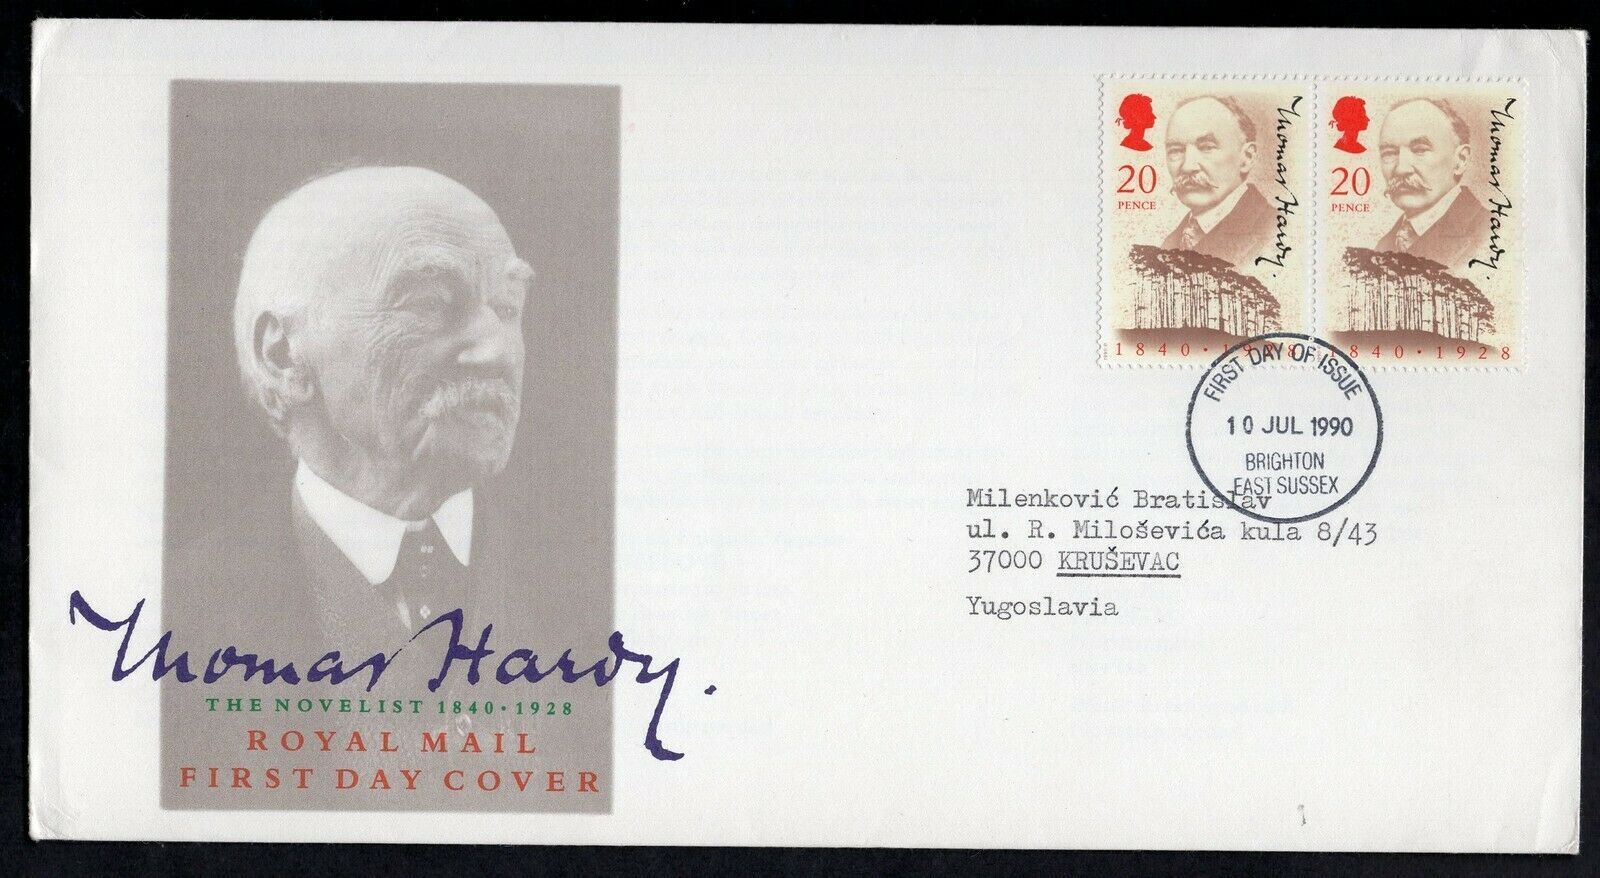 Thomas Hardy.
THE NOVELIST 1840·1928
ROYAL MAIL
FIRST DAY COVER
20
PENCE
Thomas Hardy.
1840·1928
20
PENCE
Thomas Hardy.
1840·1928
FIRST DAY OF ISSUE
10 JUL 1990
BRIGHTON
EAST SUSSEX
Milenković Bratislav
ul. R. Miloševića kula 8/43
37000 KRUŠEVAC
Yugoslavia